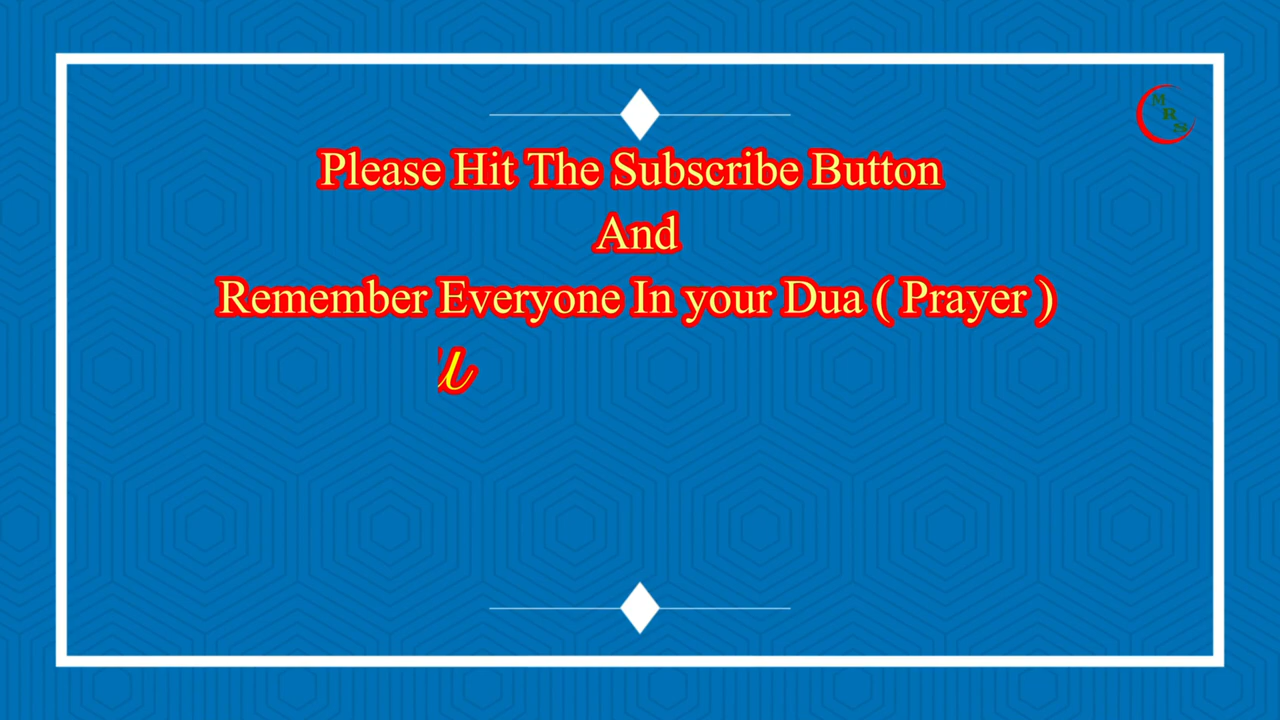 M
R
S
Please Hit The Subscribe Button
And
Remember Everyone In your Dua ( Prayer )